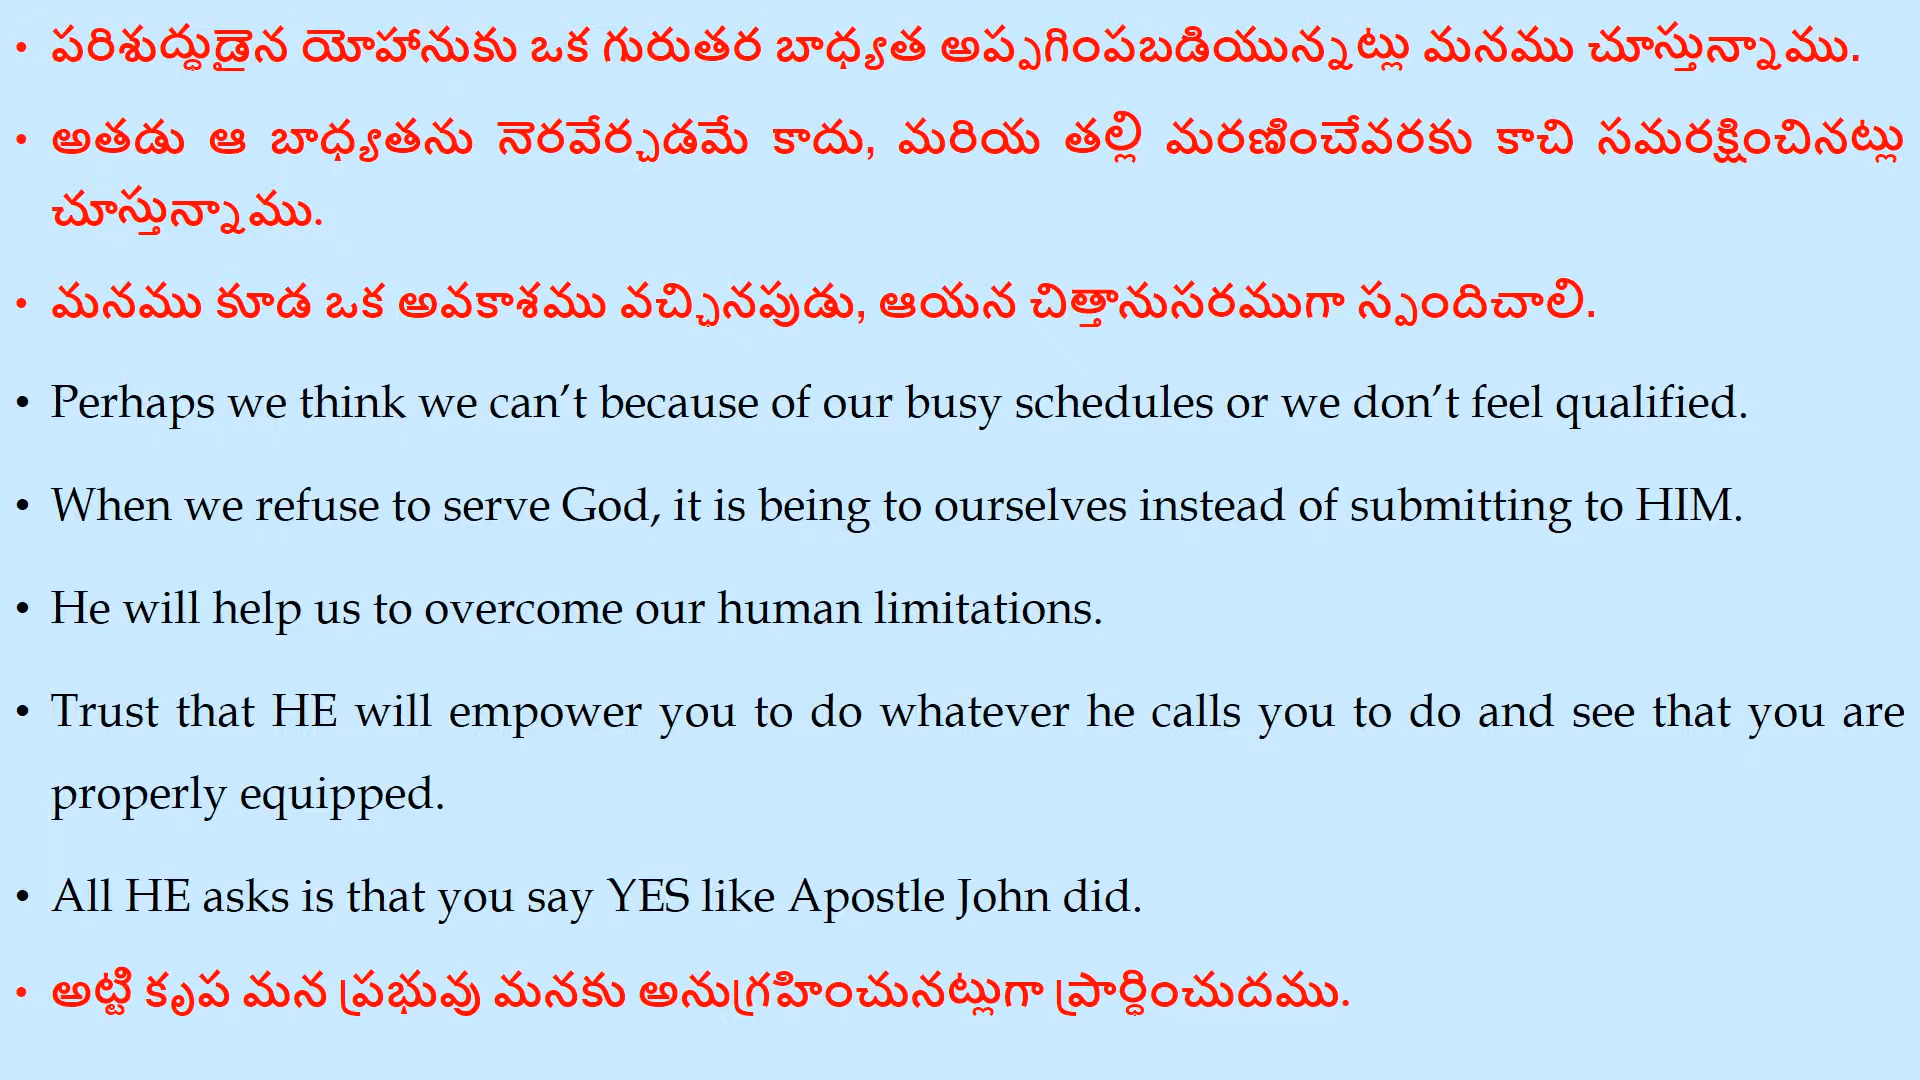 • పరిశుద్ధుడైన యోహానుకు ఒక గురుతర బాధ్యత అప్పగింపబడియున్నట్లు మనము చూస్తున్నాము.
• అతడు ఆ బాధ్యతను నెరవేర్చడమే కాదు, మరియ తల్లి మరణించేవరకు కాచి సమరక్షించినట్లు
చూస్తున్నాము.
• మనము కూడ ఒక అవకాశము వచ్చినపుడు, ఆయన చిత్తానుసరముగా స్పందిచాలి.
• Perhaps we think we can’t because of our busy schedules or we don’t feel qualified.
• When we refuse to serve God, it is being to ourselves instead of submitting to HIM.
• He will help us to overcome our human limitations.
• Trust that HE will empower you to do whatever he calls you to do and see that you are
properly equipped.
• All HE asks is that you say YES like Apostle John did.
• అట్టి కృప మన ప్రభువు మనకు అనుగ్రహించునట్లుగా ప్రార్ధించుదము.